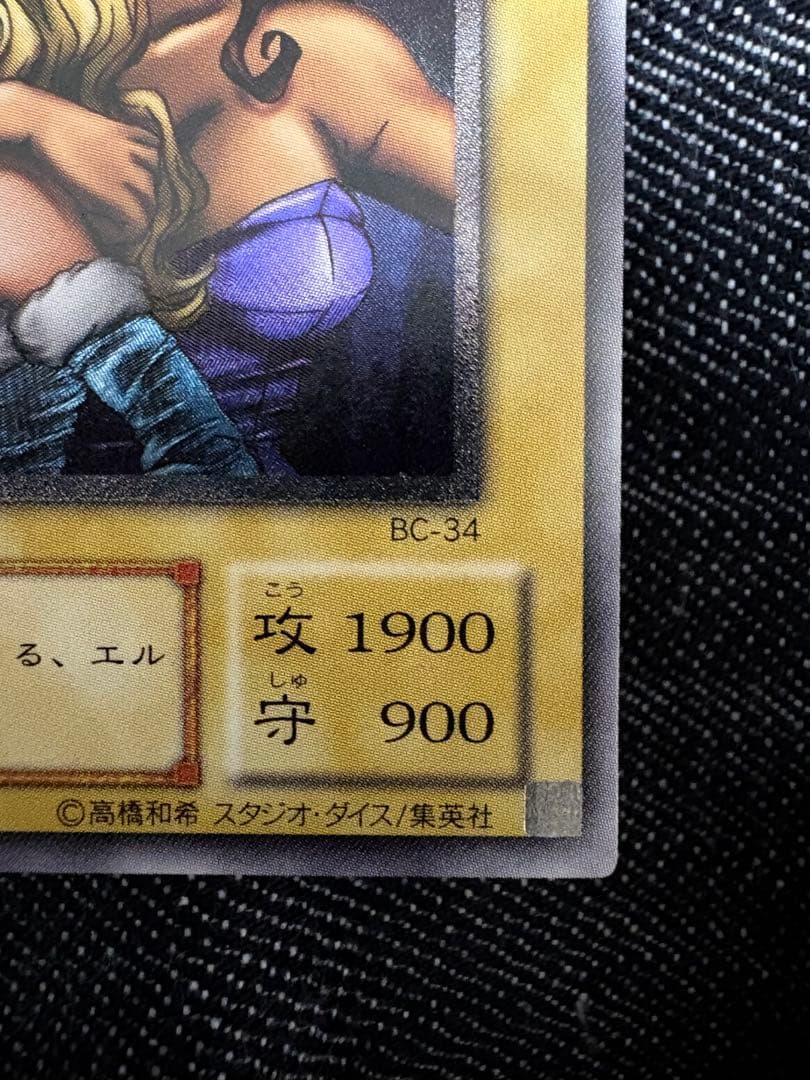 BC-34
る、エル
こう
攻 1900
しゅ
守 900
©高橋和希 スタジオ・ダイス/集英社